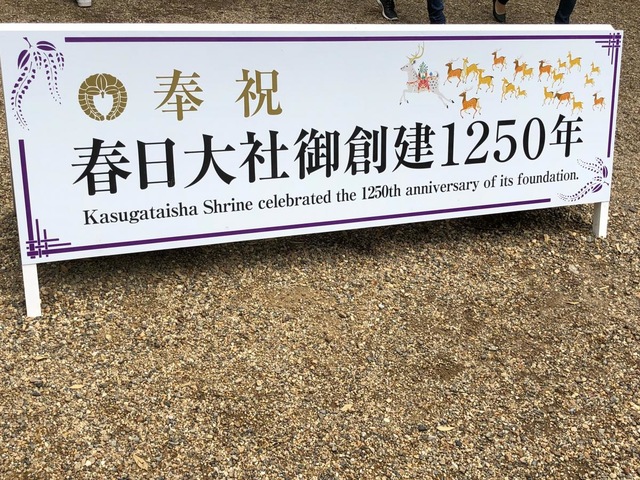 奉祝
春日大社御創建1250年
Kasugataisha Shrine celebrated the 1250th anniversary of its foundation.